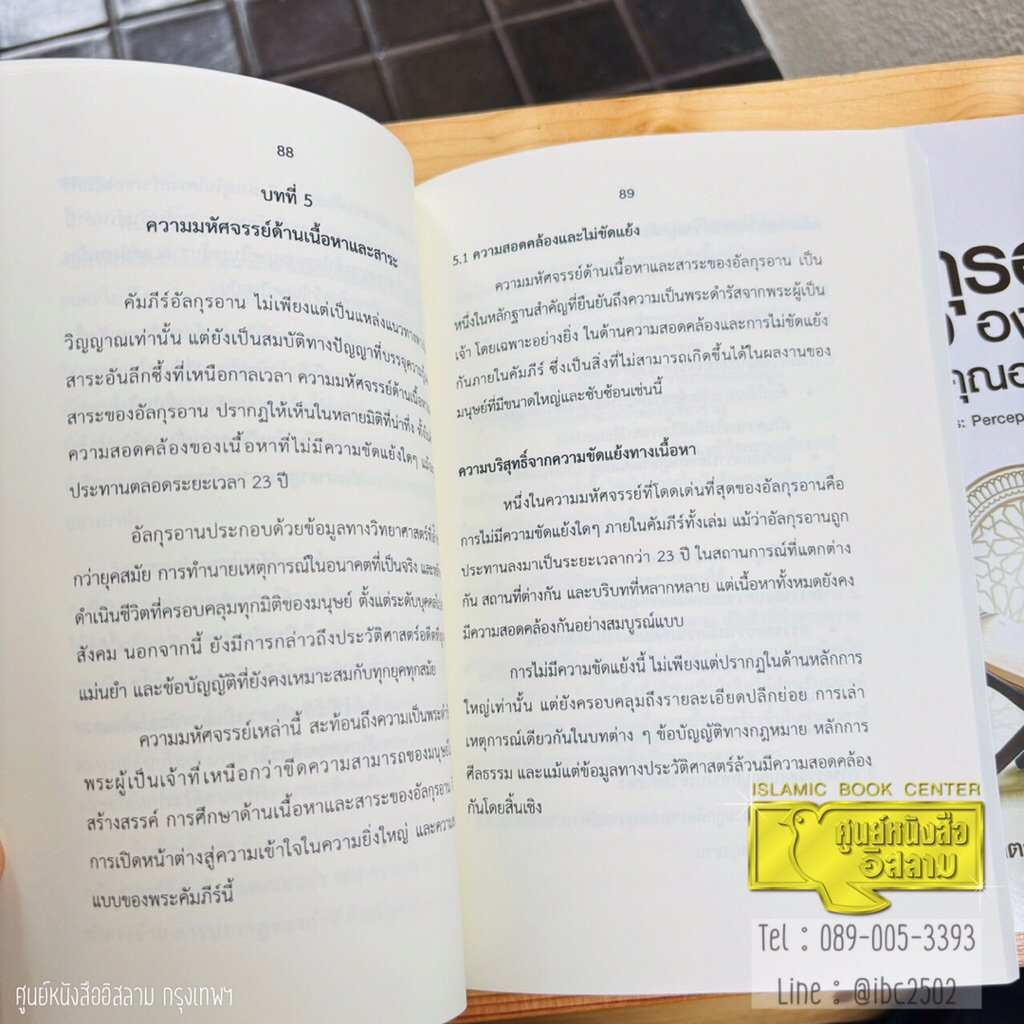 88
บทที่ 5
ความมหัศจรรย์ด้านเนื้อหาและสาระ
คัมภีร์อัลกุรอาน ไม่เพียงแต่เป็นแหล่งแนวทาง
วิญญาณเท่านั้น แต่ยังเป็นสมบัติทางปัญญาที่บรรจุความ
สาระอันลึกซึ้งที่เหนือกาลเวลา ความมหัศจรรย์ด้านเนื้อหา
สาระของอัลกุรอาน ปรากฏให้เห็นในหลายมิติที่น่าทึ่ง
ความสอดคล้องของเนื้อหาที่ไม่มีความขัดแย้งใดๆ
ประทานตลอดระยะเวลา 23 ปี
อัลกุรอานประกอบด้วยข้อมูลทางวิทยาศาสตร์ที่
กว่ายุคสมัย การทำนายเหตุการณ์ในอนาคตที่เป็นจริง
ดำเนินชีวิตที่ครอบคลุมทุกมิติของมนุษย์ ตั้งแต่ระดับบุคคล
สังคม นอกจากนี้ ยังมีการกล่าวถึงประวัติศาสตร์อดีต
แม่นยำ และข้อบัญญัติที่ยังคงเหมาะสมกับทุกยุคทุกสมัย
ความมหัศจรรย์เหล่านี้ สะท้อนถึงความเป็น
พระผู้เป็นเจ้าที่เหนือกว่าขีดความสามารถของมนุษย์
สร้างสรรค์ การศึกษาด้านเนื้อหาและสาระของอัลกุรอาน
การเปิดหน้าต่างสู่ความเข้าใจในความยิ่งใหญ่
แบบของพระคัมภีร์นี้
89
5.1 ความสอดคล้องและไม่ขัดแย้ง
ความมหัศจรรย์ด้านเนื้อหาและสาระของอัลกุรอาน เป็น
หนึ่งในหลักฐานสำคัญที่ยืนยันถึงความเป็นพระดำรัสจากพระผู้เป็น
เจ้า โดยเฉพาะอย่างยิ่ง ในด้านความสอดคล้องและการไม่ขัดแย้ง
กันภายในคัมภีร์ ซึ่งเป็นสิ่งที่ไม่สามารถเกิดขึ้นได้ในผลงานของ
มนุษย์ที่มีขนาดใหญ่และซับซ้อนเช่นนี้
ความบริสุทธิ์จากความขัดแย้งทางเนื้อหา
หนึ่งในความมหัศจรรย์ที่โดดเด่นที่สุดของอัลกุรอานคือ
การไม่มีความขัดแย้งใดๆ ภายในคัมภีร์ทั้งเล่ม แม้ว่าอัลกุรอานถูก
ประทานลงมาเป็นระยะเวลากว่า 23 ปี ในสถานการณ์ที่แตกต่าง
กัน สถานที่ต่างกัน และบริบทที่หลากหลาย แต่เนื้อหาทั้งหมดยังคง
มีความสอดคล้องกันอย่างสมบูรณ์แบบ
การไม่มีความขัดแย้งนี้ ไม่เพียงแต่ปรากฏในด้านหลักการ
ใหญ่เท่านั้น แต่ยังครอบคลุมถึงรายละเอียดปลีกย่อย การเล่า
เหตุการณ์เดียวกันในบทต่าง ๆ ข้อบัญญัติทางกฎหมาย หลักการ
ศีลธรรม และแม้แต่ข้อมูลทางประวัติศาสตร์ล้วนมีความสอดคล้อง
กันโดยสิ้นเชิง
ISLAMIC BOOK CENTER
ศูนย์หนังสือ
อิสลาม
Tel : 089-005-3393
Line : @ibc2502
ศูนย์หนังสืออิสลาม กรุงเทพฯ